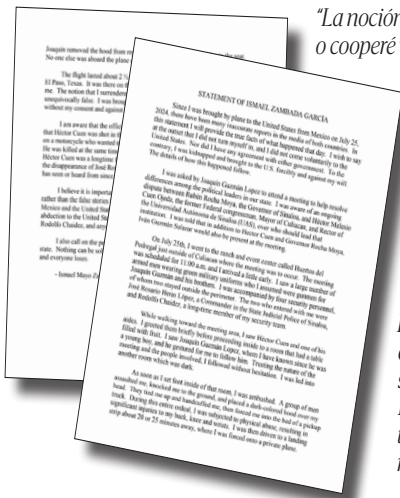 "La noción
o cooperé
Joaquin removed the hood from m
No one else was aboard the plane
The flight lasted about 2 ½
El Paso, Texas. It was there on th
me. The notion that I surrendere
unequivocally false. I was broug
without my consent and against
I am aware that the offici
that Héctor Cuen was shot in th
on a motorcycle who wanted t
He was killed at the same time
Héctor Cuen was a longtime f
the disappearance of José Ros
has seen or heard from since
I believe it is importa
rather than the false stories
Mexico and the United Stat
abduction to the United St
Rodolfo Chaidez, and any
I also call on the pe
state. Nothing can be sol
and everyone loses.
- Ismael Mayo Za
STATEMENT OF ISMAEL ZAMBADA GARCÍA
Since I was brought by plane to the United States from Mexico on July 25,
2024, there have been many inaccurate reports in the media of both countries. In
this statement I will provide the true facts of what happened that day. I wish to say
at the outset that I did not turn myself in, and I did not come voluntarily to the
United States. Nor did I have any agreement with either government. To the
contrary, I was kidnapped and brought to the U.S. forcibly and against my will.
The details of how this happened follow.
I was asked by Joaquín Guzmán López to attend a meeting to help resolve
differences among the political leaders in our state. I was aware of an ongoing
dispute between Rubén Rocha Moya, the Governor of Sinaloa, and Héctor Melesio
Cuen Ojeda, the former Federal congressman, Mayor of Culiacan, and Rector of
the Universidad Autonoma de Sinaloa (UAS), over who should lead that
institution. I was told that in addition to Héctor Cuen and Governor Rocha Moya,
Iván Guzmán Salazar would also be present at the meeting.
On July 25th, I went to the ranch and event center called Huertos del
Pedregal just outside of Culiacan where the meeting was to occur. The meeting
was scheduled for 11:00 a.m. and I arrived a little early. I saw a large number of
armed men wearing green military uniforms who I assumed were gunmen for
Joaquín Guzmán and his brothers. I was accompanied by four security personnel,
of whom two stayed outside the perimeter. The two who entered with me were
José Rosario Heras López, a Commander in the State Judicial Police of Sinaloa,
and Rodolfo Chaidez, a long-time member of my security team.
While walking toward the meeting area, I saw Héctor Cuen and one of his
aides. I greeted them briefly before proceeding inside to a room that had a table
filled with fruit. I saw Joaquín Guzmán López, whom I have known since he was
a young boy, and he gestured for me to follow him. Trusting the nature of the
meeting and the people involved, I followed without hesitation. I was led into
another room which was dark.
As soon as I set foot inside of that room, I was ambushed. A group of men
assaulted me, knocked me to the ground, and placed a dark-colored hood over my
head. They tied me up and handcuffed me, then forced me into the bed of a pickup
truck. During this entire ordeal, I was subjected to physical abuse, resulting in
significant injuries to my back, knee and wrists. I was then driven to a landing
strip about 20 or 25 minutes away, where I was forced onto a private plane.